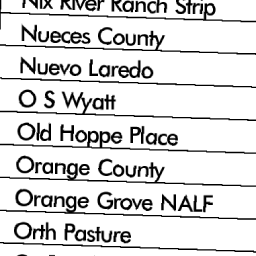 Nix River Ranch Strip
Nueces County
Nuevo Laredo
O S Wyatt
Old Hoppe Place
Orange County
Orange Grove NALF
Orth Pasture